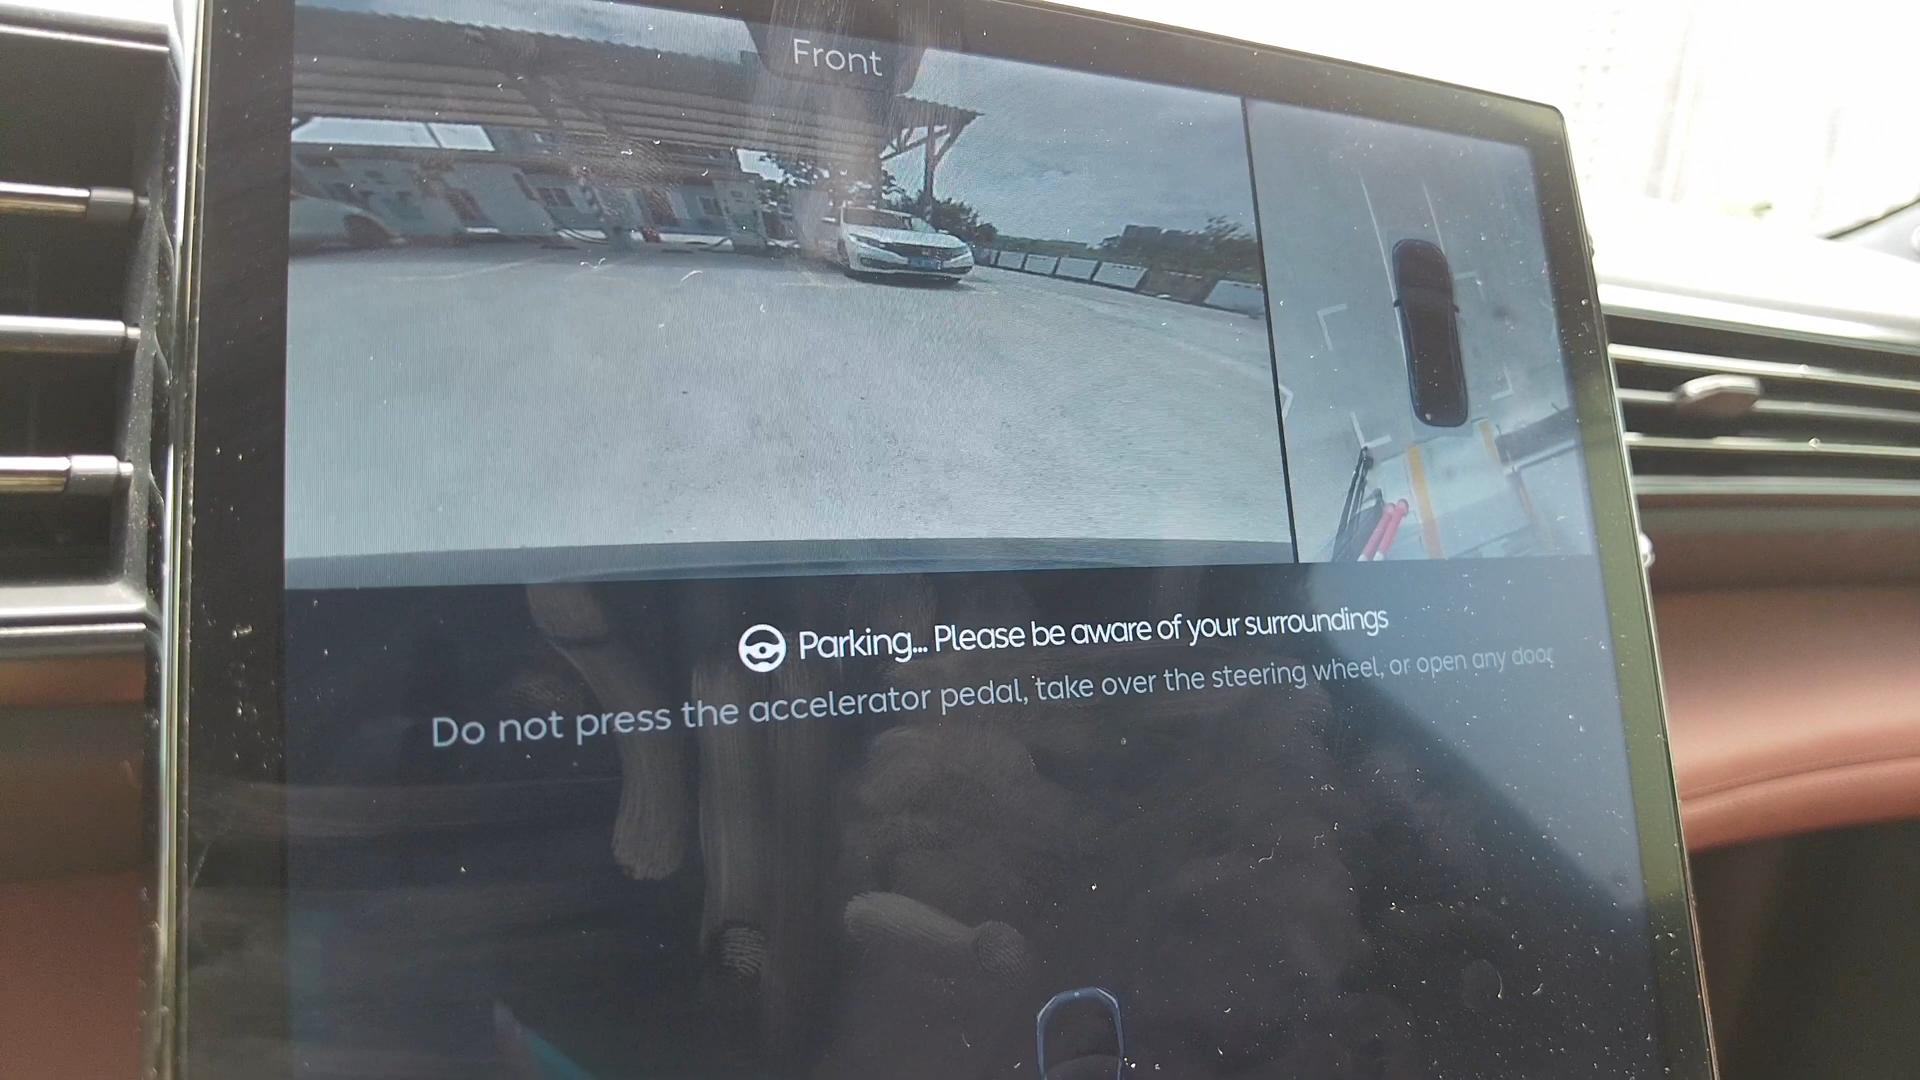 Front
Parking... Please be aware of your surroundings
Do not press the accelerator pedal, take over the steering wheel, or open any door